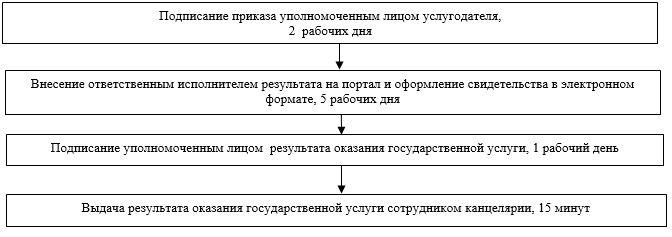 Подписание приказа уполномоченным лицом услугодателя,
2 рабочих дня
Внесение ответственным исполнителем результата на портал и оформление свидетельства в электронном
формате, 5 рабочих дня
Подписание уполномоченным лицом результата оказания государственной услуги, 1 рабочий день
Выдача результата оказания государственной услуги сотрудником канцелярии, 15 минут